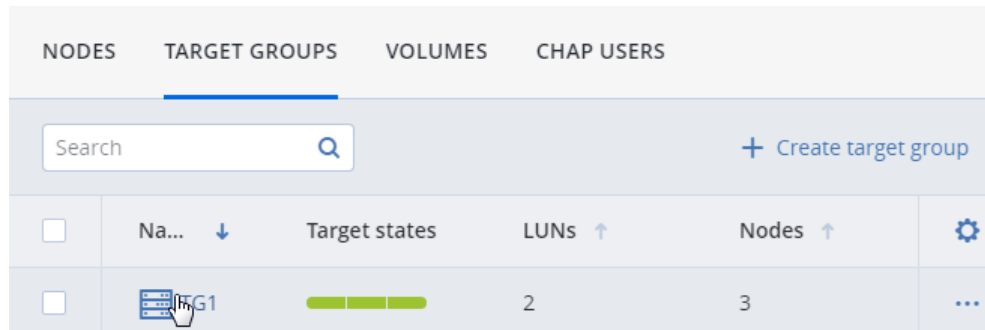 NODES TARGET GROUPS VOLUMES CHAP USERS
Search + Create target group
Na... Target states LUNs Nodes
TG1 2 3 ...